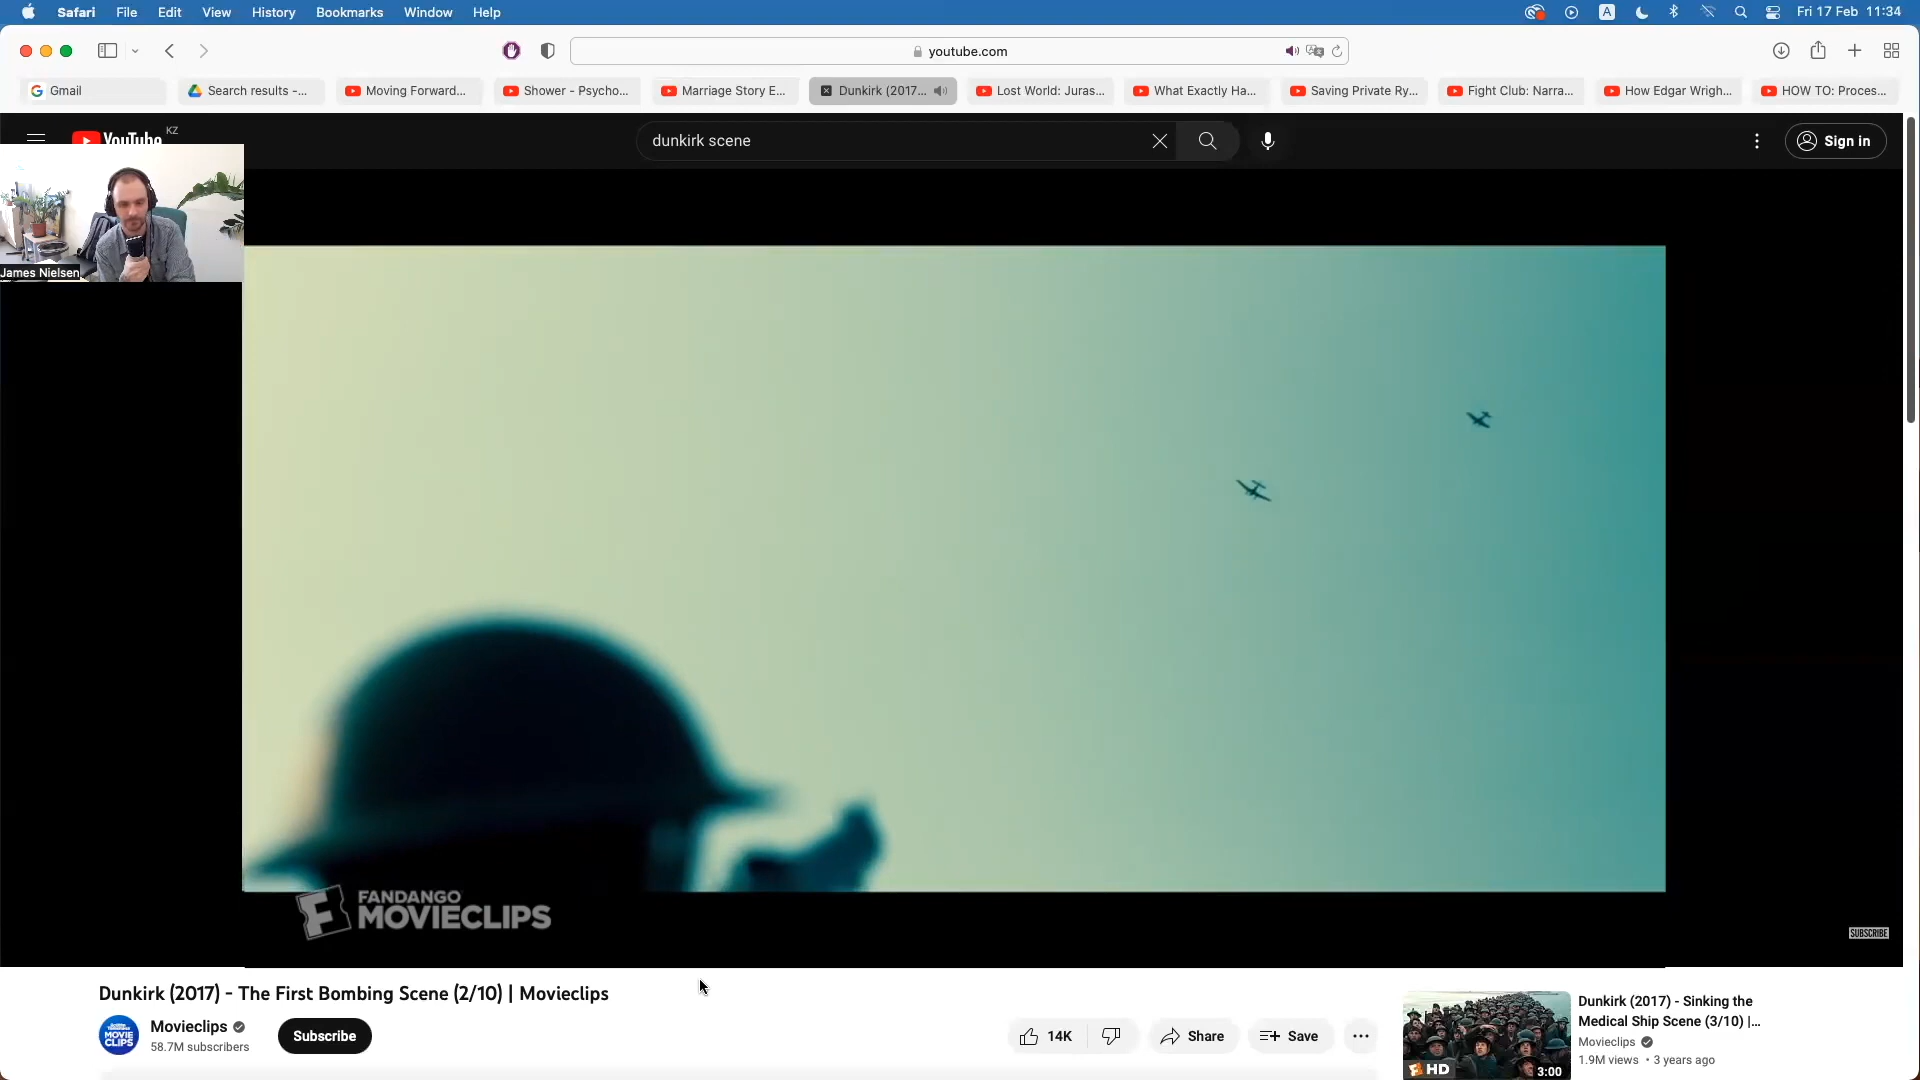 Safari File Edit View History Bookmarks Window Help
A
Fri 17 Feb 11:34
youtube.com
Gmail
Search results -...
Moving Forward...
Shower - Psycho...
Marriage Story E...
Dunkirk (2017...
Lost World: Juras...
What Exactly Ha...
Saving Private Ry...
Fight Club: Narra...
How Edgar Wrigh...
HOW TO: Proces...
YouTube KZ
dunkirk scene
Sign in
James Nielsen
FANDANGO
MOVIECLIPS
SUBSCRIBE
Dunkirk (2017) - The First Bombing Scene (2/10) | Movieclips
MOVIE
CLIPS
Movieclips
58.7M subscribers
Subscribe
14K
Share
Save
HD
3:00
Dunkirk (2017) - Sinking the
Medical Ship Scene (3/10) |...
Movieclips
1.9M views • 3 years ago